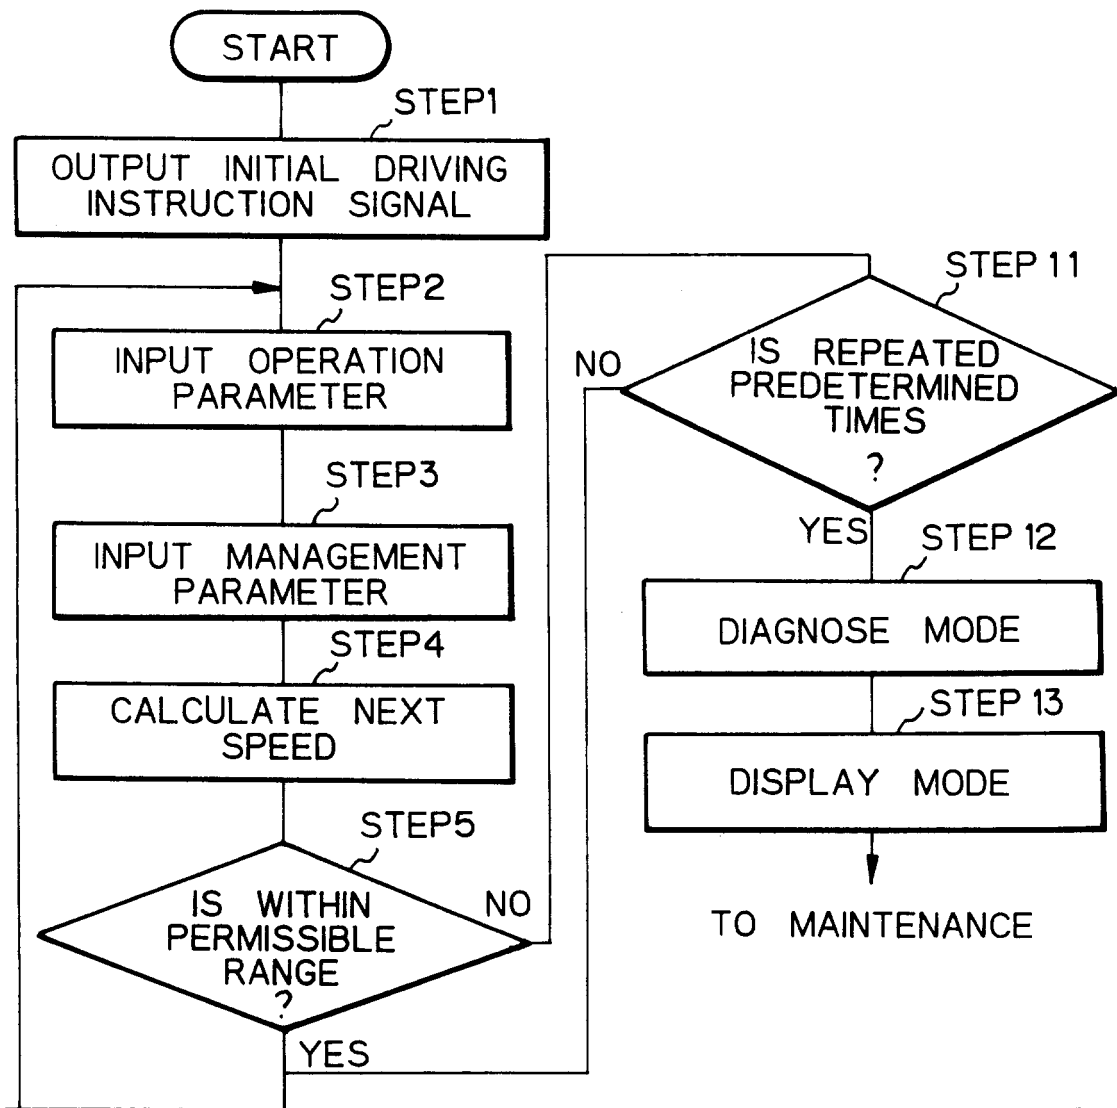 START
STEP1
OUTPUT INITIAL DRIVING
INSTRUCTION SIGNAL
STEP2
INPUT OPERATION
PARAMETER
STEP3
INPUT MANAGEMENT
PARAMETER
STEP4
CALCULATE NEXT
SPEED
STEP5
IS WITHIN
PERMISSIBLE
RANGE
?
NO
YES
STEP 11
IS REPEATED
PREDETERMINED
TIMES
?
NO
YES
STEP 12
DIAGNOSE MODE
STEP 13
DISPLAY MODE
TO MAINTENANCE